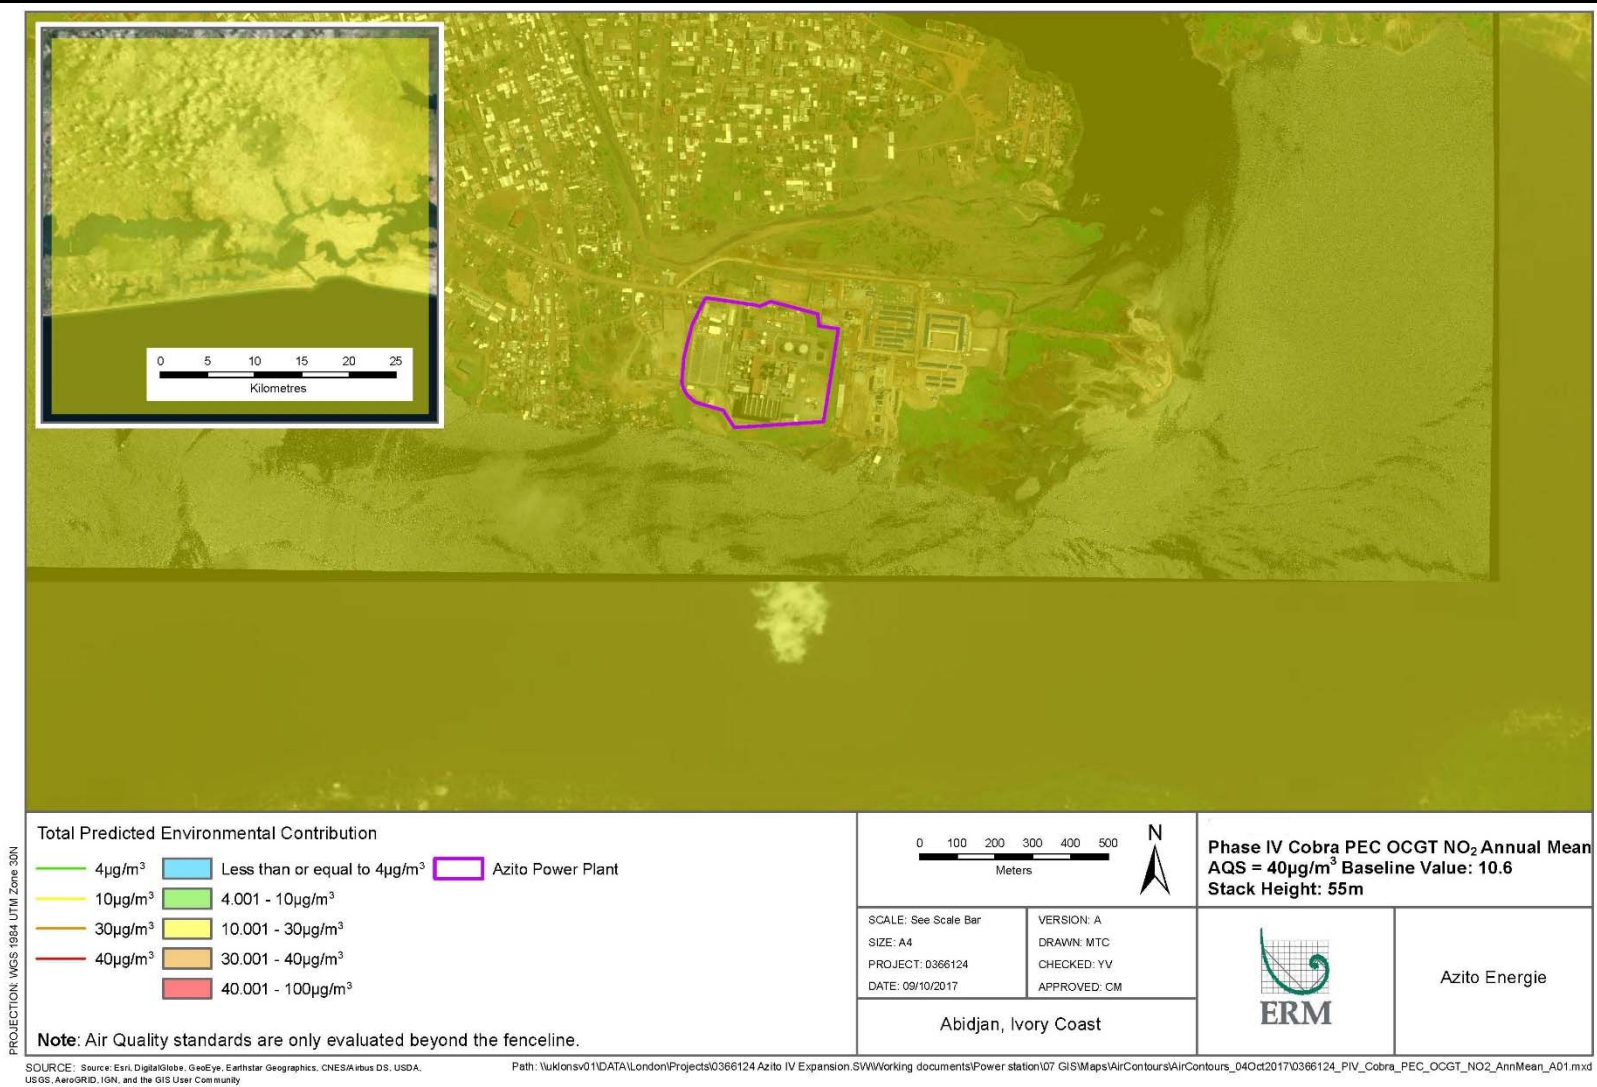 0 5 10 15 20 25
Kilometres
Total Predicted Environmental Contribution
4µg/m³ Less than or equal to 4µg/m³ Azito Power Plant
10µg/m³ 4.001 - 10µg/m³
30µg/m³ 10.001 - 30µg/m³
40µg/m³ 30.001 - 40µg/m³
40.001 - 100µg/m³
Note: Air Quality standards are only evaluated beyond the fenceline.
0 100 200 300 400 500
Meters
N
SCALE: See Scale Bar
SIZE: A4
PROJECT: 0366124
DATE: 09/10/2017
VERSION: A
DRAWN: MTC
CHECKED: YV
APPROVED: CM
Abidjan, Ivory Coast
Phase IV Cobra PEC OCGT NO₂ Annual Mean
AQS = 40µg/m³ Baseline Value: 10.6
Stack Height: 55m
ERM
Azito Energie
PROJECTION: WGS 1984 UTM Zone 30N
SOURCE: Source: Esri, DigitalGlobe, GeoEye, Earthstar Geographics, CNES/Airbus DS, USDA,
USGS, AeroGRID, IGN, and the GIS User Community
Path: \\uklonsv01\DATA\London\Projects\0366124 Azito IV Expansion.SW\Working documents\Power station\07 GIS\Maps\AirContours\AirContours_04Oct2017\0366124_PIV_Cobra_PEC_OCGT_NO2_AnnMean_A01.mxd